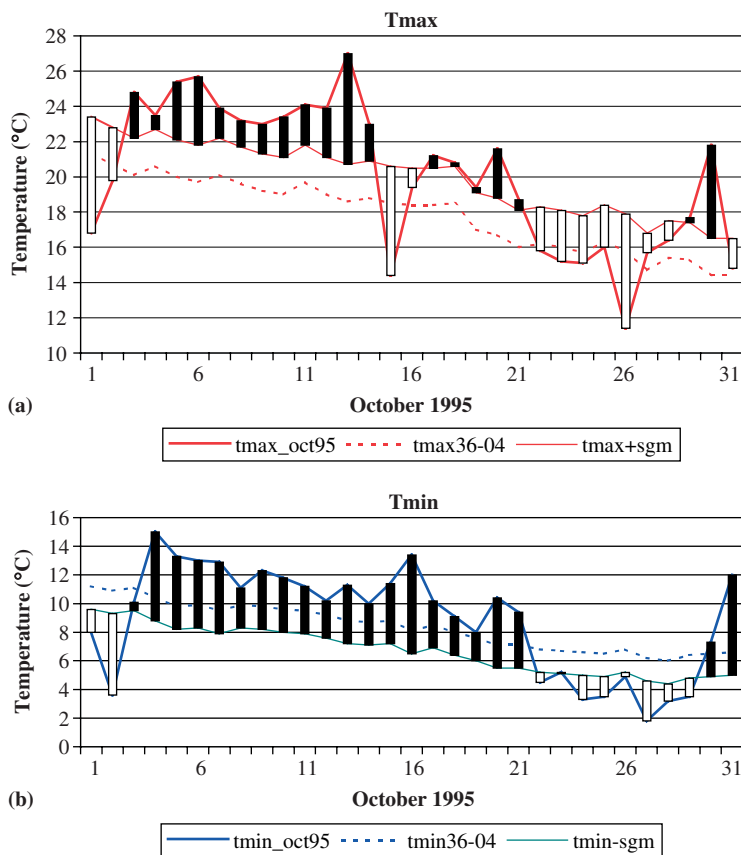 Tmax
28
26
24
22
20
18
16
14
12
10
Temperature (°C)
1 6 11 16 21 26 31
(a)
October 1995
tmax_oct95 tmax36-04 tmax+sgm
Tmin
16
14
12
10
8
6
4
2
0
Temperature (°C)
1 6 11 16 21 26 31
(b)
October 1995
tmin_oct95 tmin36-04 tmin-sgm